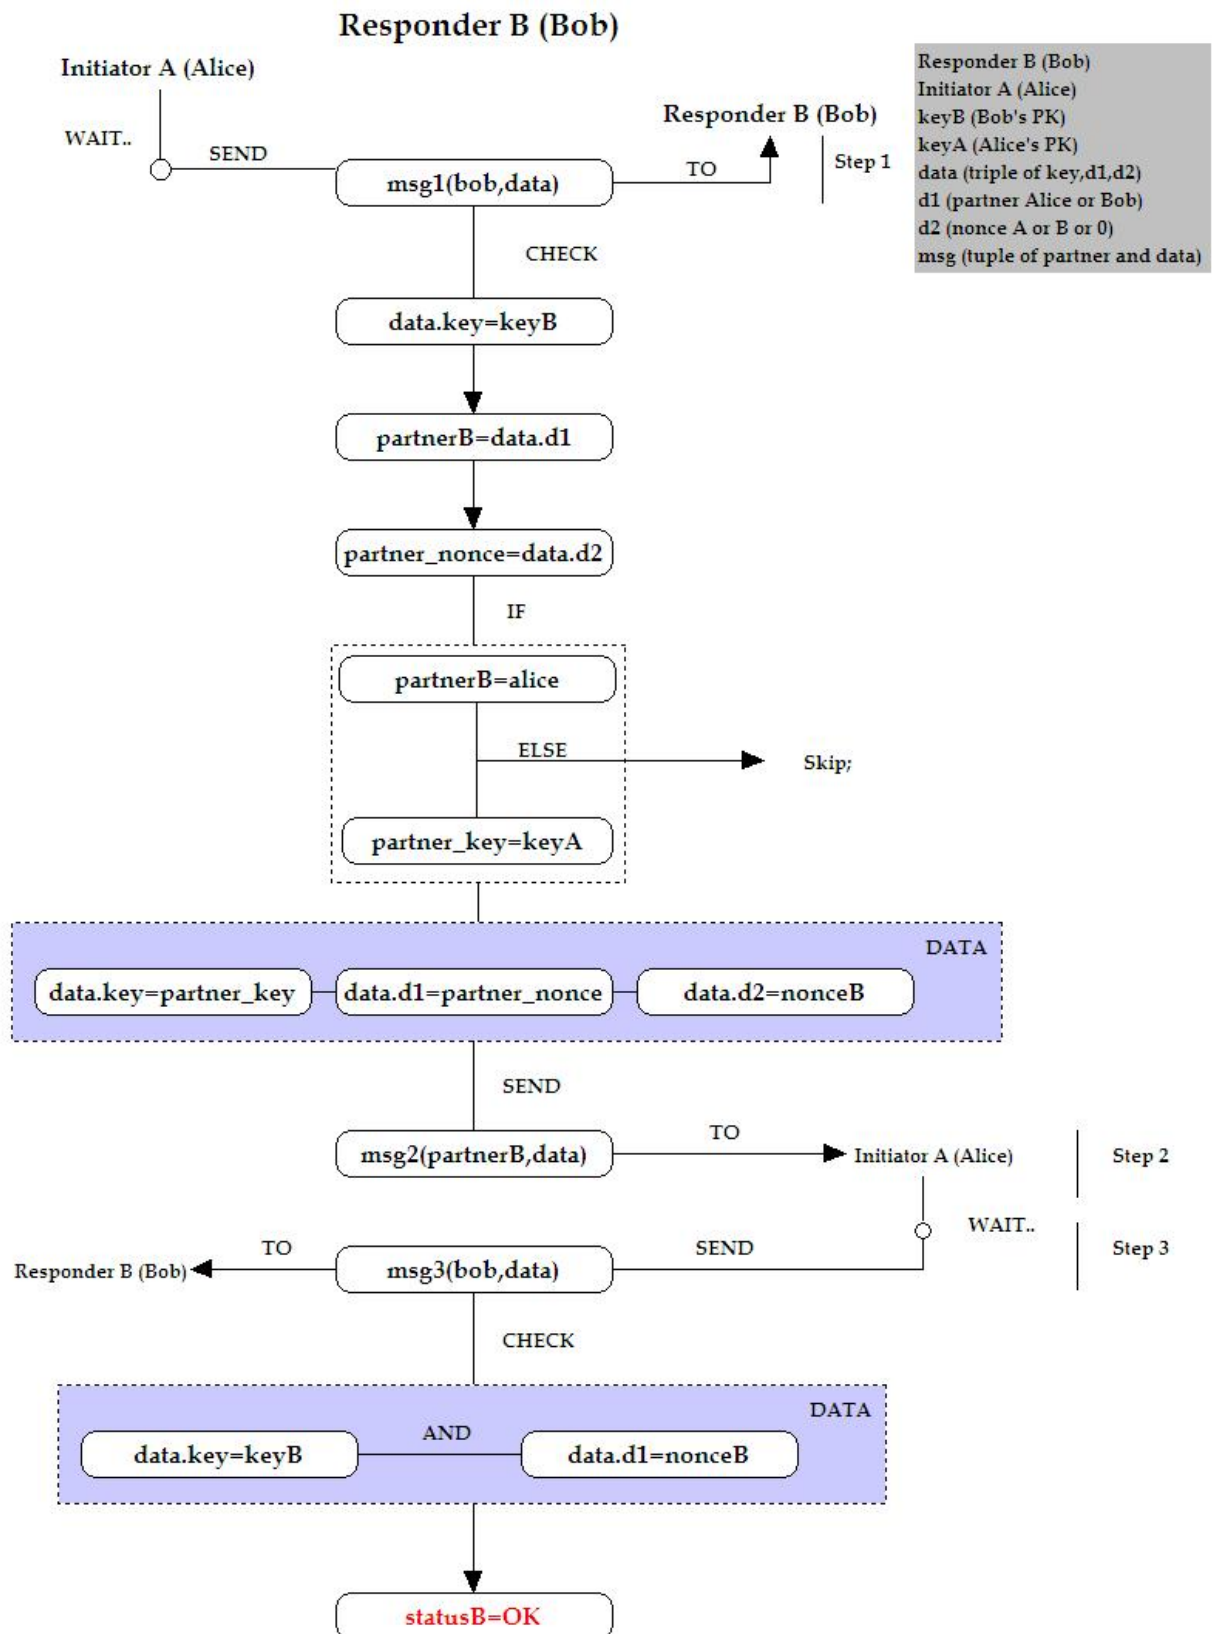 Responder B (Bob)
Initiator A (Alice)
Responder B (Bob)
Initiator A (Alice)
keyB (Bob's PK)
keyA (Alice's PK)
data (triple of key,d1,d2)
d1 (partner Alice or Bob)
d2 (nonce A or B or 0)
msg (tuple of partner and data)
Responder B (Bob)
WAIT..
SEND
msg1(bob,data)
TO
Step 1
CHECK
data.key=keyB
partnerB=data.d1
partner_nonce=data.d2
IF
partnerB=alice
ELSE
Skip;
partner_key=keyA
DATA
data.key=partner_key
data.d1=partner_nonce
data.d2=nonceB
SEND
msg2(partnerB,data)
TO
Initiator A (Alice)
Step 2
WAIT..
Step 3
Responder B (Bob)
TO
msg3(bob,data)
SEND
CHECK
DATA
data.key=keyB
AND
data.d1=nonceB
statusB=OK